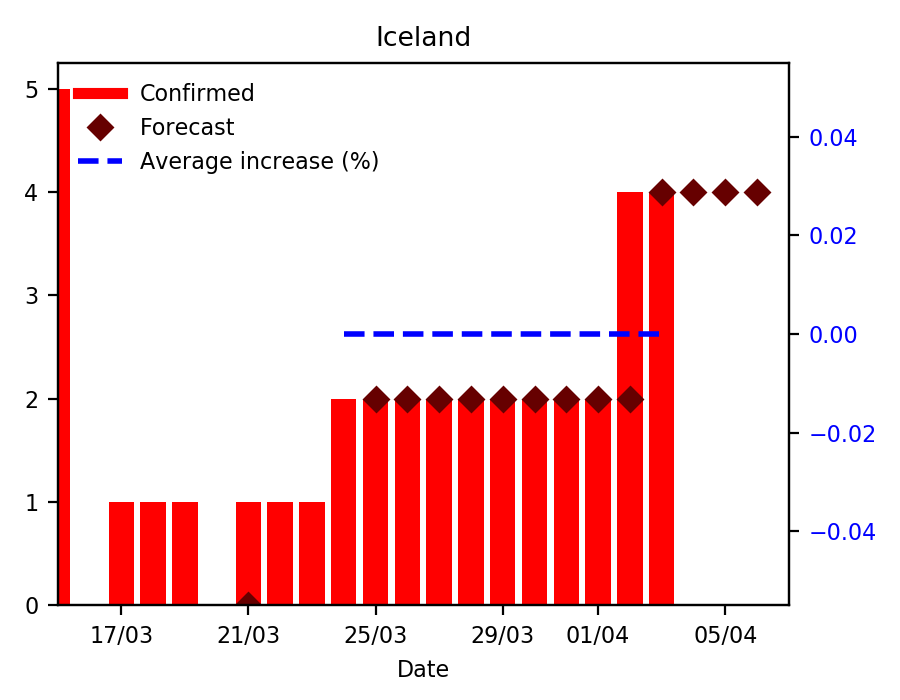 Iceland
Confirmed
Forecast
Average increase (%)
5
4
3
2
1
0
0.04
0.02
0.00
−0.02
−0.04
17/03 21/03 25/03 29/03 01/04 05/04
Date